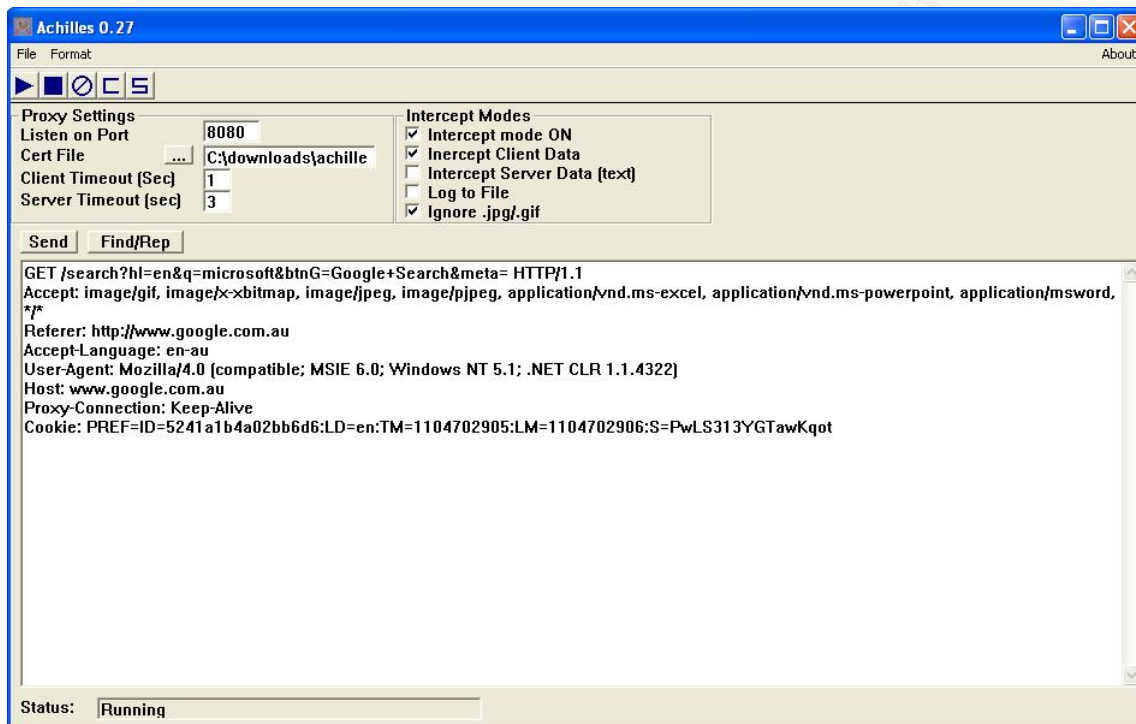 Achilles 0.27
File Format About
Proxy Settings
Listen on Port 8080
Cert File ... C:\downloads\achille
Client Timeout (Sec) 1
Server Timeout (sec) 3
Intercept Modes
Intercept mode ON
Inercept Client Data
Intercept Server Data (text)
Log to File
Ignore .jpg/.gif
Send Find/Rep
GET /search?hl=en&q=microsoft&btnG=Google+Search&meta= HTTP/1.1
Accept: image/gif, image/x-xbitmap, image/jpeg, image/pjpeg, application/vnd.ms-excel, application/vnd.ms-powerpoint, application/msword,
*/*
Referer: http://www.google.com.au
Accept-Language: en-au
User-Agent: Mozilla/4.0 (compatible; MSIE 6.0; Windows NT 5.1; .NET CLR 1.1.4322)
Host: www.google.com.au
Proxy-Connection: Keep-Alive
Cookie: PREF=ID=5241a1b4a02bb6d6:LD=en:TM=1104702905:LM=1104702906:S=PwLS313YGTawKqot
Status: Running